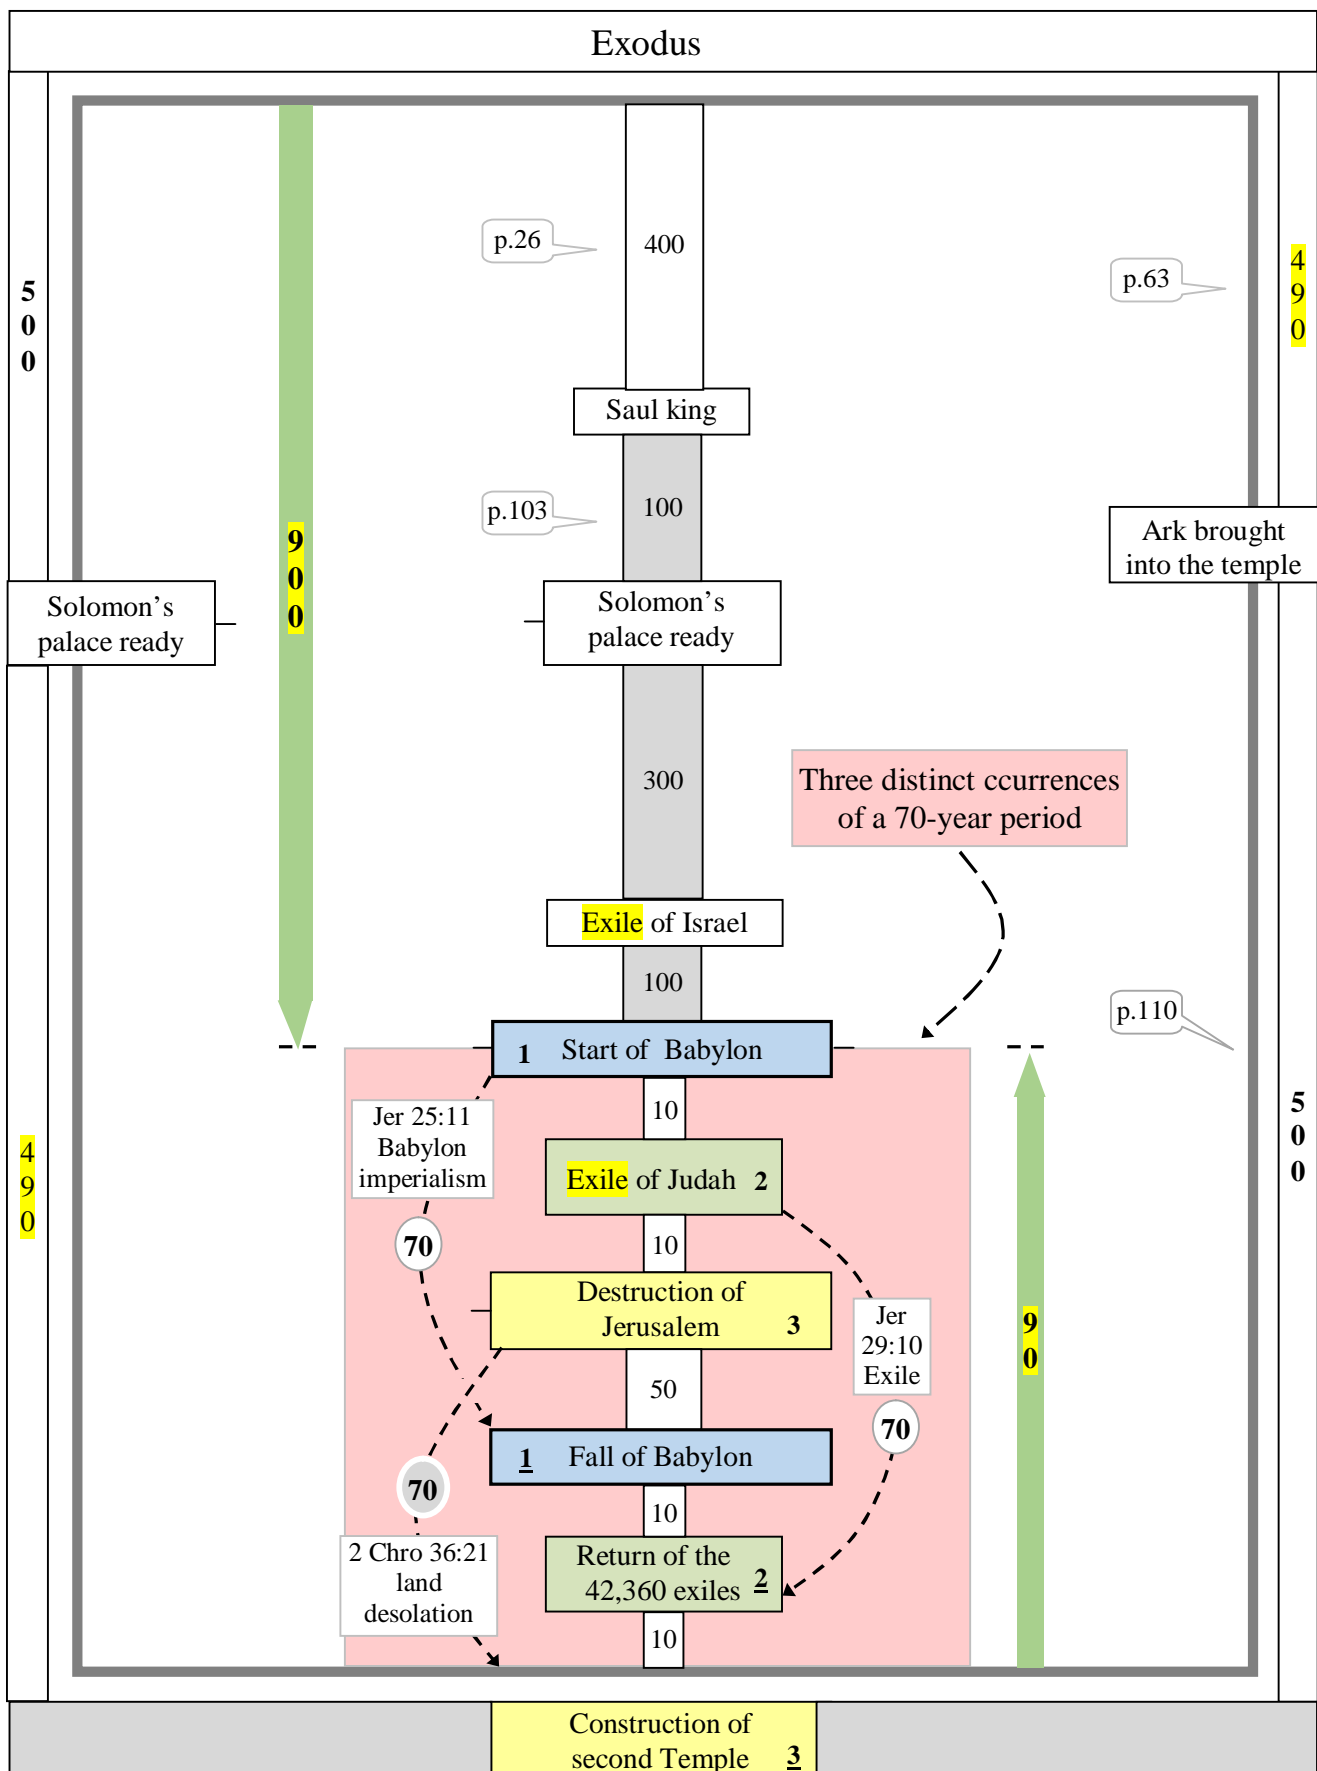 Exodus
p.26
400
p.63
5
0
0
4
9
0
Saul king
p.103
100
9
0
0
Ark brought
into the temple
Solomon’s
palace ready
Solomon’s
palace ready
300
Three distinct ccurrences
of a 70-year period
Exile of Israel
100
p.110
1 Start of Babylon
10
Jer 25:11
Babylon
imperialism
5
0
0
4
9
0
Exile of Judah 2
70
10
Destruction of
Jerusalem 3
Jer
29:10
Exile
9
0
50
70
1 Fall of Babylon
70
10
2 Chro 36:21
land
desolation
Return of the
42,360 exiles 2
10
Construction of
second Temple 3